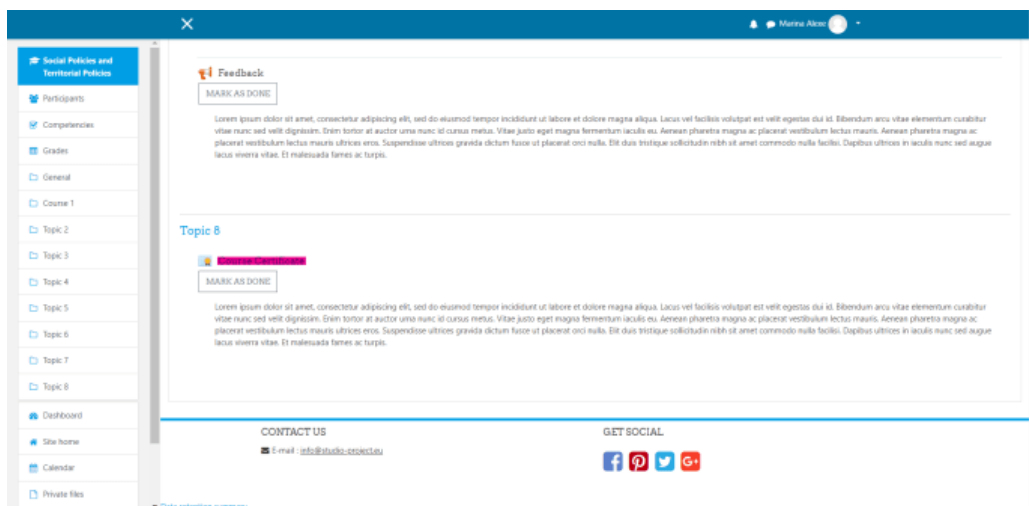 Marina Alexe
Social Policies and
Territorial Policies
Participants
Competencies
Grades
General
Course 1
Topic 2
Topic 3
Topic 4
Topic 5
Topic 6
Topic 7
Topic 8
Dashboard
Site home
Calendar
Private files
Feedback
MARK AS DONE
Lorem ipsum dolor sit amet, consectetur adipiscing elit, sed do eiusmod tempor incididunt ut labore et dolore magna aliqua. Lacus vel facilisis volutpat est velit egestas dui id. Bibendum arcu vitae elementum curabitur
vitae nunc sed velit dignissim. Enim tortor at auctor urna nunc id cursus metus. Vitae justo eget magna fermentum iaculis eu. Aenean pharetra magna ac placerat vestibulum lectus mauris. Aenean pharetra magna ac
placerat vestibulum lectus mauris ultrices eros. Suspendisse ultrices gravida dictum fusce ut placerat orci nulla. Elit duis tristique sollicitudin nibh sit amet commodo nulla facilisi. Dapibus ultrices in iaculis nunc sed augue
lacus viverra vitae. Et malesuada fames ac turpis.
Topic 8
Course Certificate
MARK AS DONE
Lorem ipsum dolor sit amet, consectetur adipiscing elit, sed do eiusmod tempor incididunt ut labore et dolore magna aliqua. Lacus vel facilisis volutpat est velit egestas dui id. Bibendum arcu vitae elementum curabitur
vitae nunc sed velit dignissim. Enim tortor at auctor urna nunc id cursus metus. Vitae justo eget magna fermentum iaculis eu. Aenean pharetra magna ac placerat vestibulum lectus mauris. Aenean pharetra magna ac
placerat vestibulum lectus mauris ultrices eros. Suspendisse ultrices gravida dictum fusce ut placerat orci nulla. Elit duis tristique sollicitudin nibh sit amet commodo nulla facilisi. Dapibus ultrices in iaculis nunc sed augue
lacus viverra vitae. Et malesuada fames ac turpis.
CONTACT US
E-mail : info@studio-project.eu
GET SOCIAL